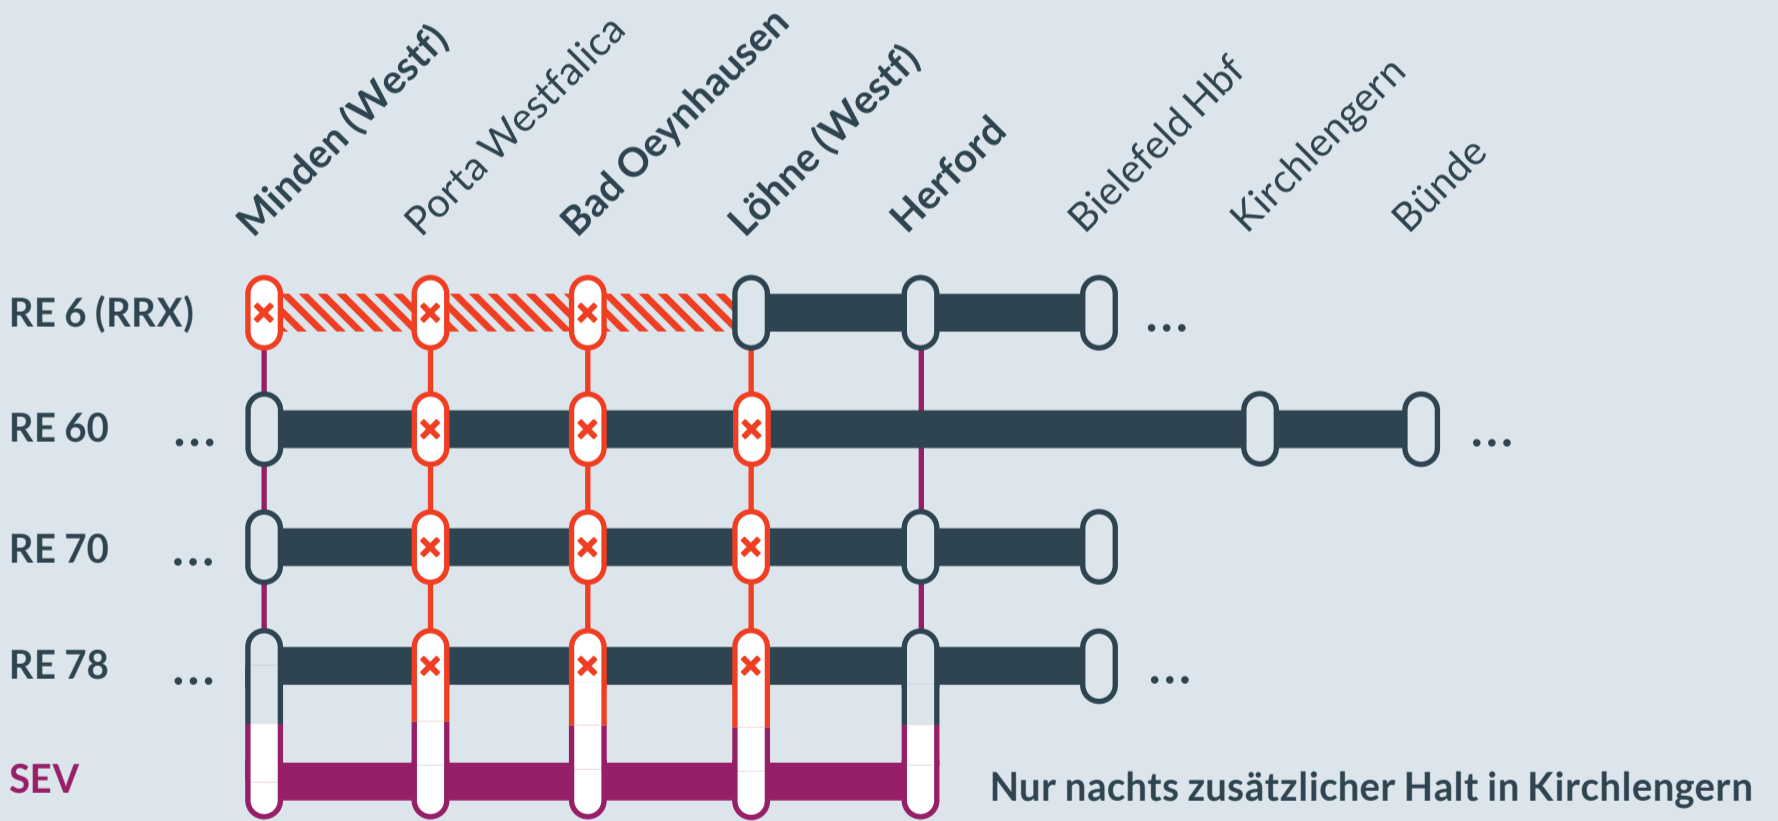 Minden (Westf)
Porta Westfalica
Bad Oeynhausen
Löhne (Westf)
Herford
Bielefeld Hbf
Kirchlengern
Bünde
RE 6 (RRX)
...
RE 60
...
...
RE 70
...
RE 78
...
...
SEV
Nur nachts zusätzlicher Halt in Kirchlengern